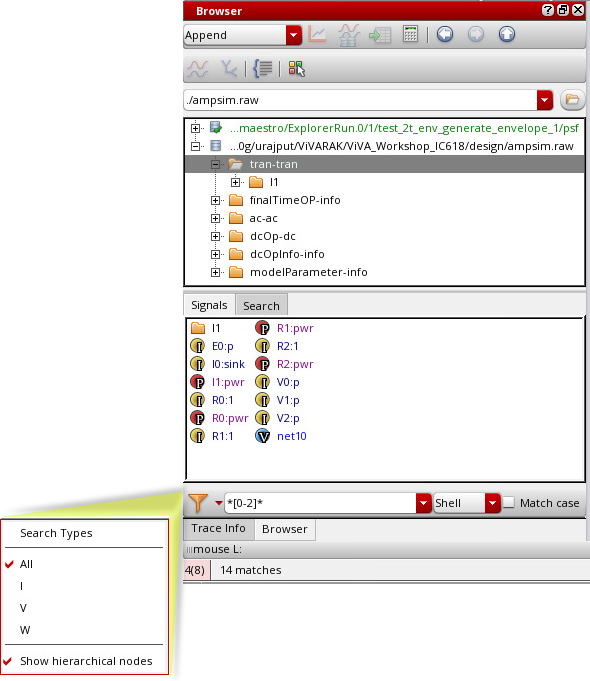 Browser
Append
./ampsim.raw
...maestro/ExplorerRun.0/1/test_2t_env_generate_envelope_1/psf
...0g/urajput/ViVARAK/ViVA_Workshop_IC618/design/ampsim.raw
tran-tran
I1
finalTimeOP-info
ac-ac
dcOp-dc
dcOpInfo-info
modelParameter-info
Signals Search
I1 R1:pwr
E0:p R2:1
I0:sink R2:pwr
I1:pwr V0:p
R0:1 V1:p
R0:pwr V2:p
R1:1 net10
*[0-2]* Shell Match case
Trace Info Browser
mouse L:
4(8) 14 matches
Search Types
All
I
V
W
Show hierarchical nodes